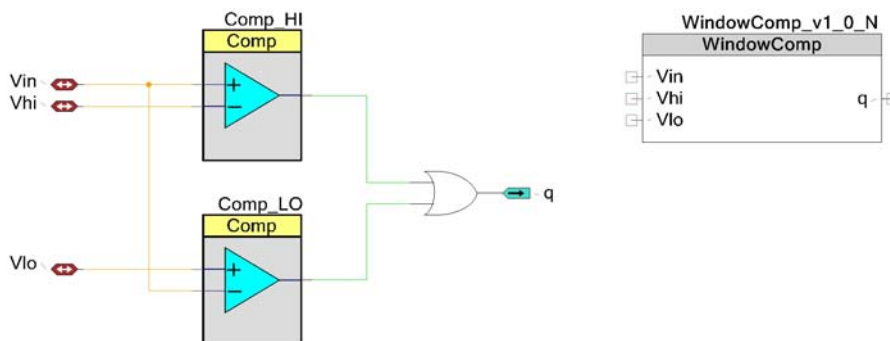 Comp_HI
Comp
Vin
Vhi
+
−
Comp_LO
Comp
Vlo
+
−
q
WindowComp_v1_0_N
WindowComp
Vin
Vhi
Vlo
q